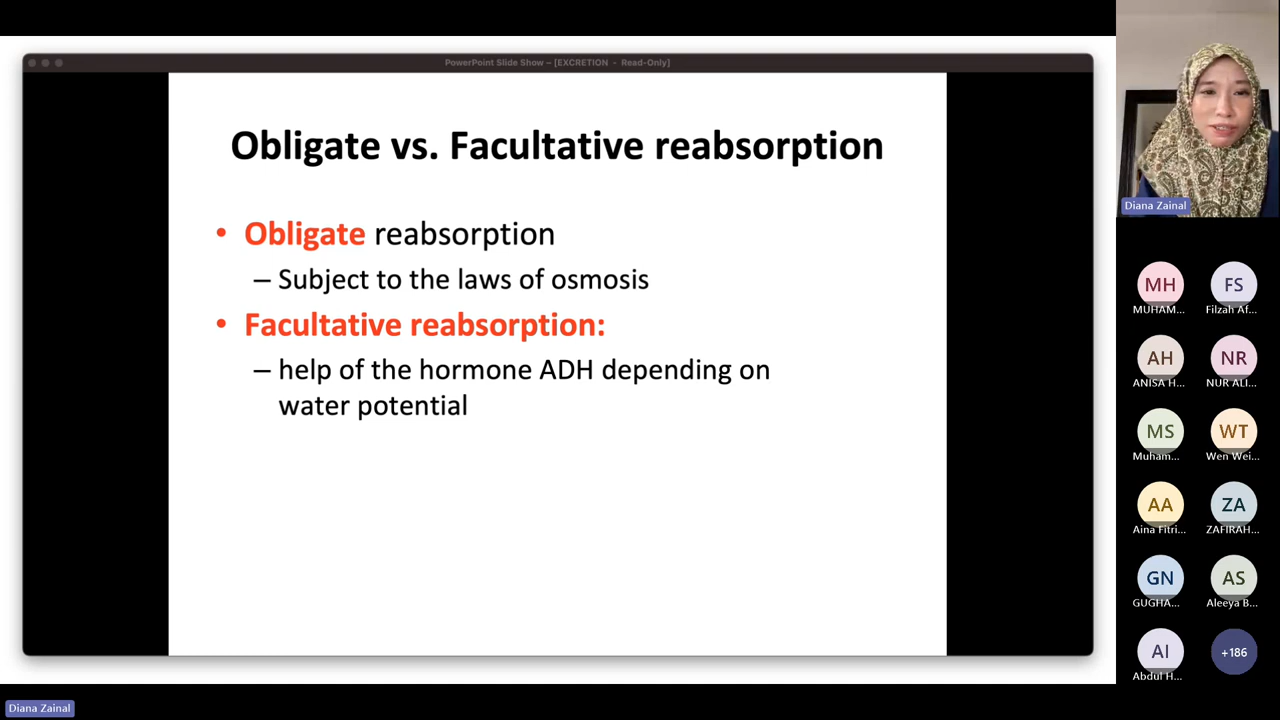 PowerPoint Slide Show – [EXCRETION - Read-Only]
Obligate vs. Facultative reabsorption
• Obligate reabsorption
– Subject to the laws of osmosis
• Facultative reabsorption:
– help of the hormone ADH depending on
water potential
Diana Zainal
MH
MUHAM...
FS
Filzah Af...
AH
ANISA H...
NR
NUR ALI...
MS
Muham...
WT
Wen Wei...
AA
Aina Fitri...
ZA
ZAFIRAH...
GN
GUGHA...
AS
Aleeya B...
AI
Abdul H...
+186
Diana Zainal